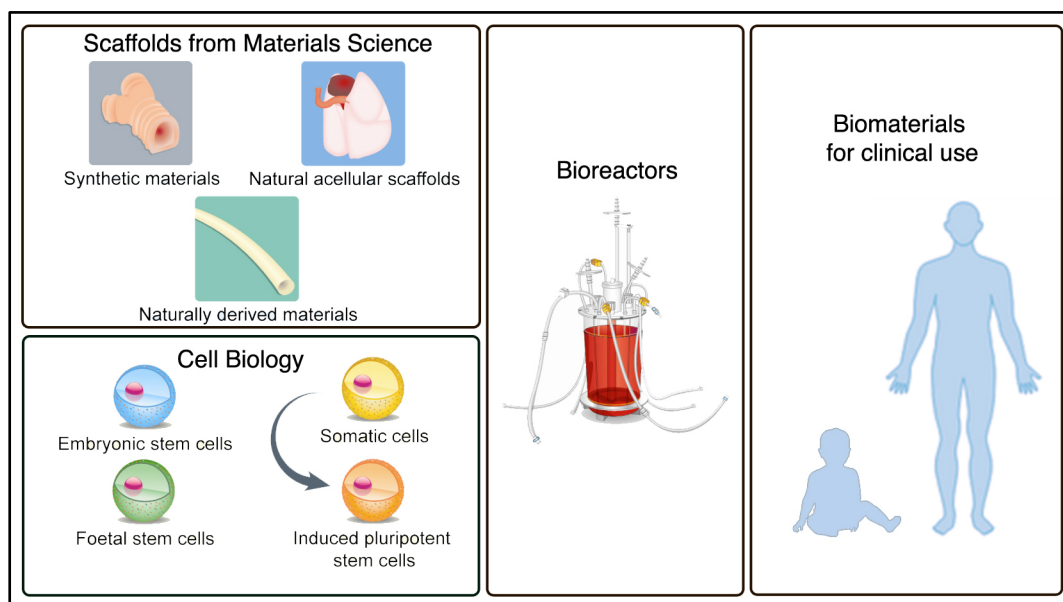 Scaffolds from Materials Science
Synthetic materials
Natural acellular scaffolds
Naturally derived materials
Cell Biology
Embryonic stem cells
Somatic cells
Foetal stem cells
Induced pluripotent
stem cells
Bioreactors
Biomaterials
for clinical use